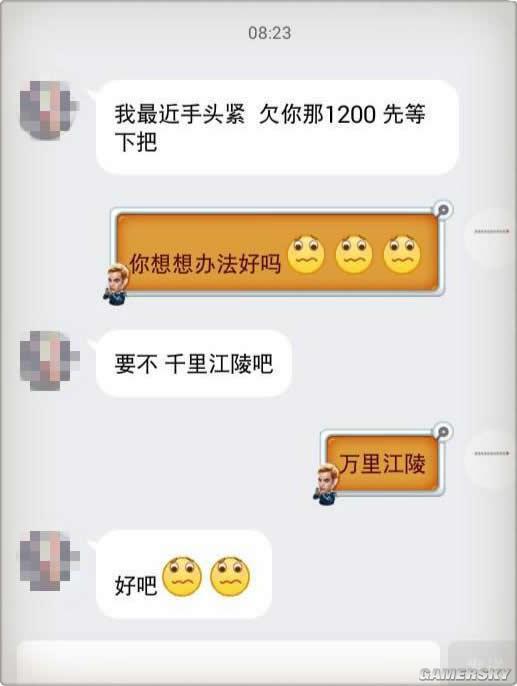 08:23
我最近手头紧 欠你那1200 先等
下把
你想想办法好吗
要不 千里江陵吧
万里江陵
好吧
GAMERSKY